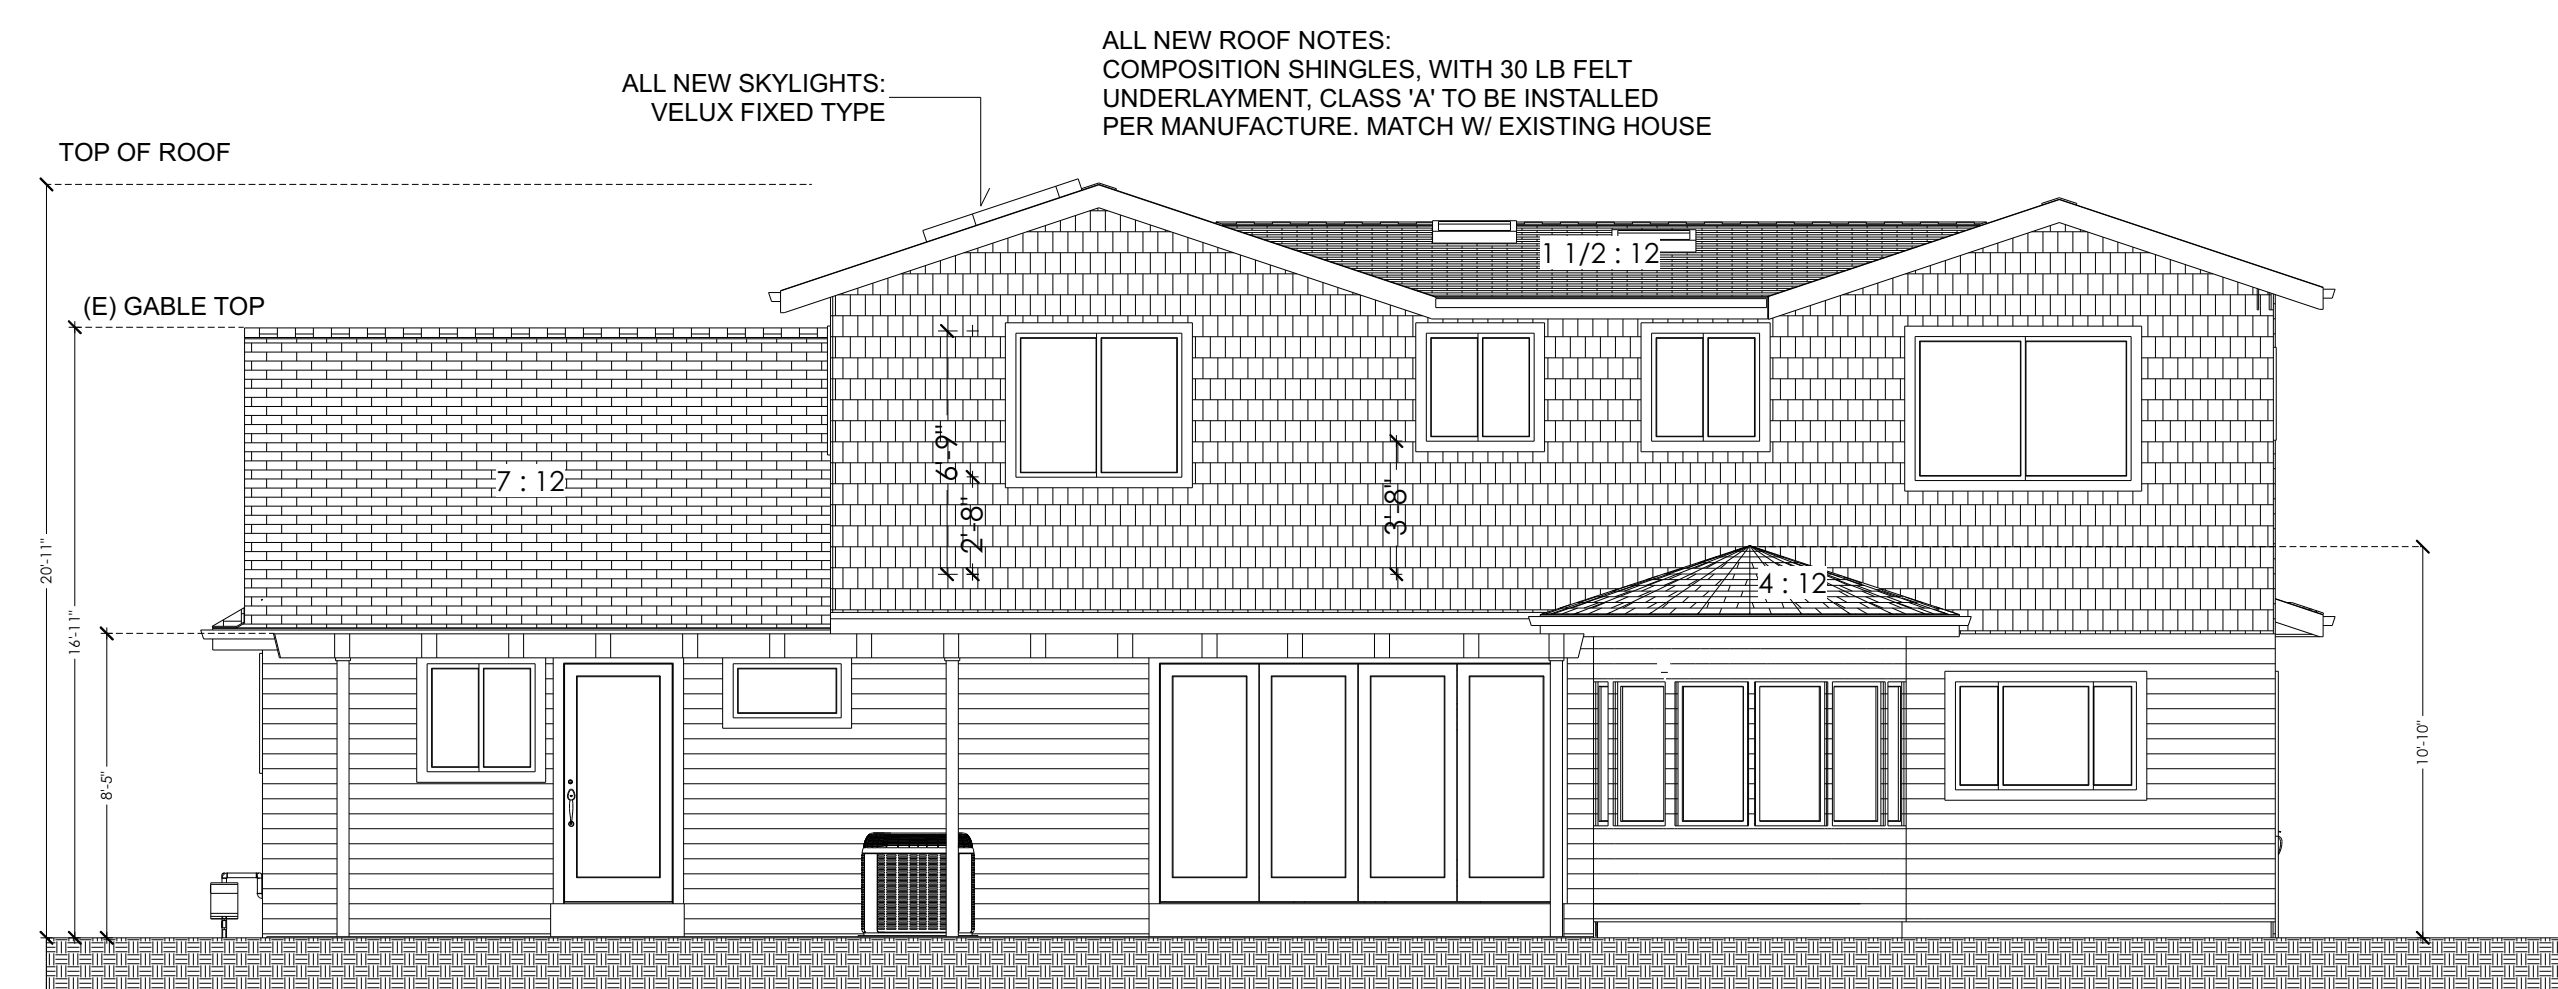 ALL NEW ROOF NOTES:
COMPOSITION SHINGLES, WITH 30 LB FELT
UNDERLAYMENT, CLASS 'A' TO BE INSTALLED
PER MANUFACTURE. MATCH W/ EXISTING HOUSE
ALL NEW SKYLIGHTS:
VELUX FIXED TYPE
TOP OF ROOF
(E) GABLE TOP
1 1/2 : 12
7 : 12
4 : 12
6'-9"
2'-8"
3'-8"
20'-11"
16'-11"
8'-5"
10'-10"